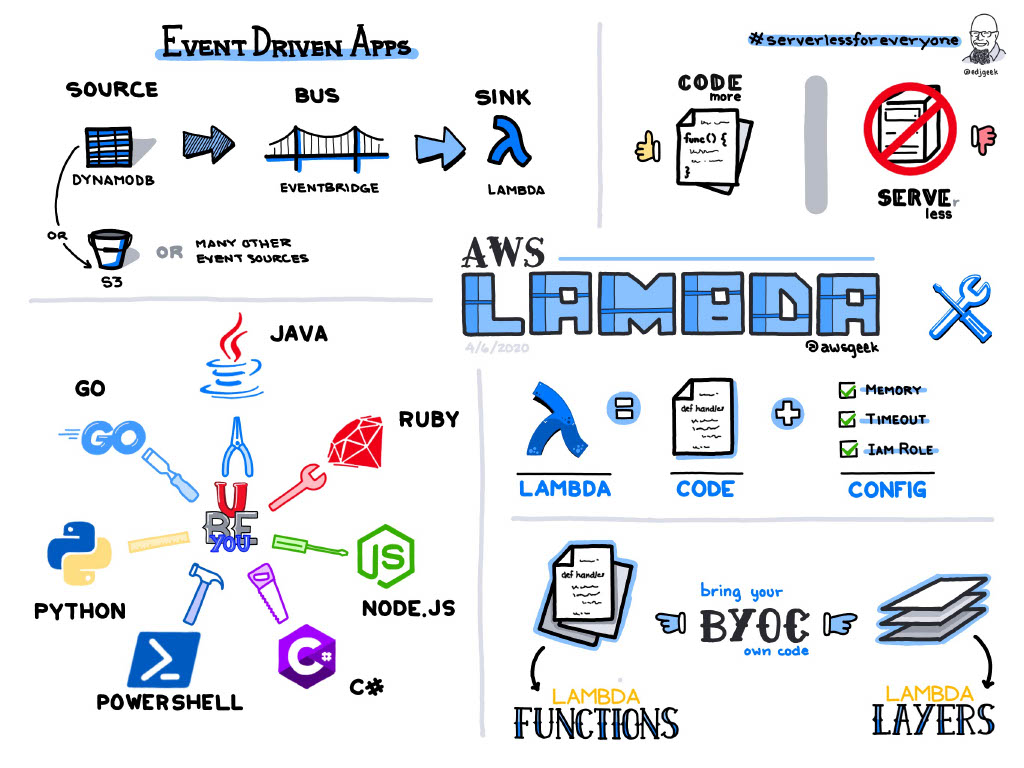 EVENT DRIVEN APPS
SOURCE
BUS
SINK
DYNAMODB
EVENTBRIDGE
LAMBDA
OR
S3
OR
MANY OTHER
EVENT SOURCES
#serverlessforeveryone
@edjgeek
CODE
more
func() {
}
SERVEr
less
AWS
LAMBDA
4/6/2020
@awsgeek
JAVA
GO
GO
RUBY
U
BE
YOU
PYTHON
JS
NODE.JS
POWERSHELL
C#
C#
def handler
MEMORY
TIMEOUT
IAM ROLE
LAMBDA
CODE
CONFIG
def handler
bring your
BYOC
own code
LAMBDA
FUNCTIONS
LAMBDA
LAYERS